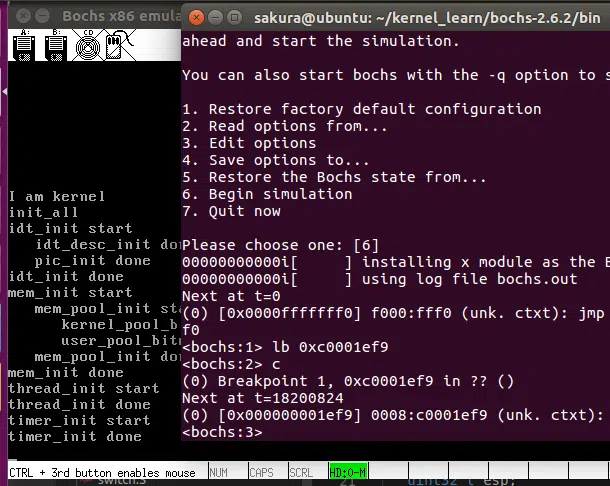 Bochs x86 emula
sakura@ubuntu: ~/kernel_learn/bochs-2.6.2/bin
A:
B:
CD
ahead and start the simulation.
You can also start bochs with the -q option to s
1. Restore factory default configuration
2. Read options from...
3. Edit options
4. Save options to...
5. Restore the Bochs state from...
6. Begin simulation
7. Quit now
Please choose one: [6]
00000000000i[     ] installing x module as the B
00000000000i[     ] using log file bochs.out
Next at t=0
(0) [0x0000fffffff0] f000:fff0 (unk. ctxt): jmp
f0
<bochs:1> lb 0xc0001ef9
<bochs:2> c
(0) Breakpoint 1, 0xc0001ef9 in ?? ()
Next at t=18200824
(0) [0x000000001ef9] 0008:c0001ef9 (unk. ctxt):
<bochs:3>
I am kernel
init_all
idt_init start
idt_desc_init don
pic_init done
idt_init done
mem_init start
mem_pool_init sta
kernel_pool_b
user_pool_bit
mem_pool_init do
mem_init done
thread_init start
thread_init done
timer_init start
timer_init done
CTRL + 3rd button enables mouse
NUM
CAPS
SCRL
HD:0-M
switch.S
21
uint32_t esp;